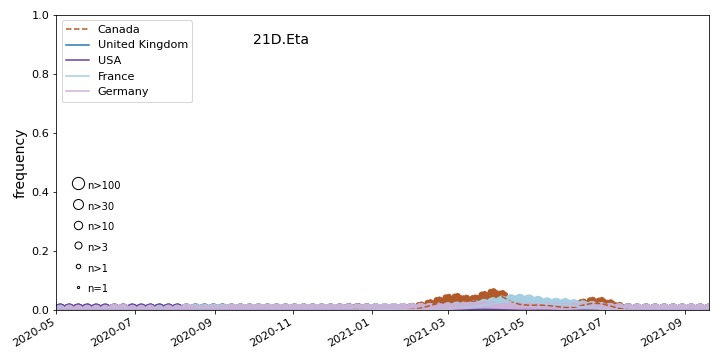 21D.Eta
Canada
United Kingdom
USA
France
Germany
n>100
n>30
n>10
n>3
n>1
n=1
frequency
1.0
0.8
0.6
0.4
0.2
0.0
2020-05
2020-07
2020-09
2020-11
2021-01
2021-03
2021-05
2021-07
2021-09